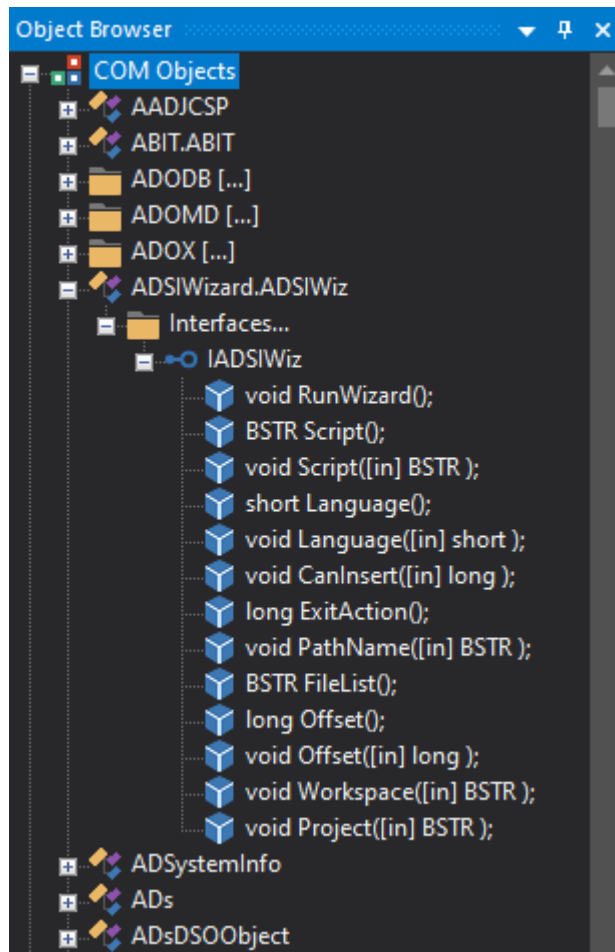 Object Browser
COM Objects
AADJCSP
ABIT.ABIT
ADODB [...]
ADOMD [...]
ADOX [...]
ADSIWizard.ADSIWiz
Interfaces...
IADSIWiz
void RunWizard();
BSTR Script();
void Script([in] BSTR );
short Language();
void Language([in] short );
void CanInsert([in] long );
long ExitAction();
void PathName([in] BSTR );
BSTR FileList();
long Offset();
void Offset([in] long );
void Workspace([in] BSTR );
void Project([in] BSTR );
ADSystemInfo
ADs
ADsDSOObject